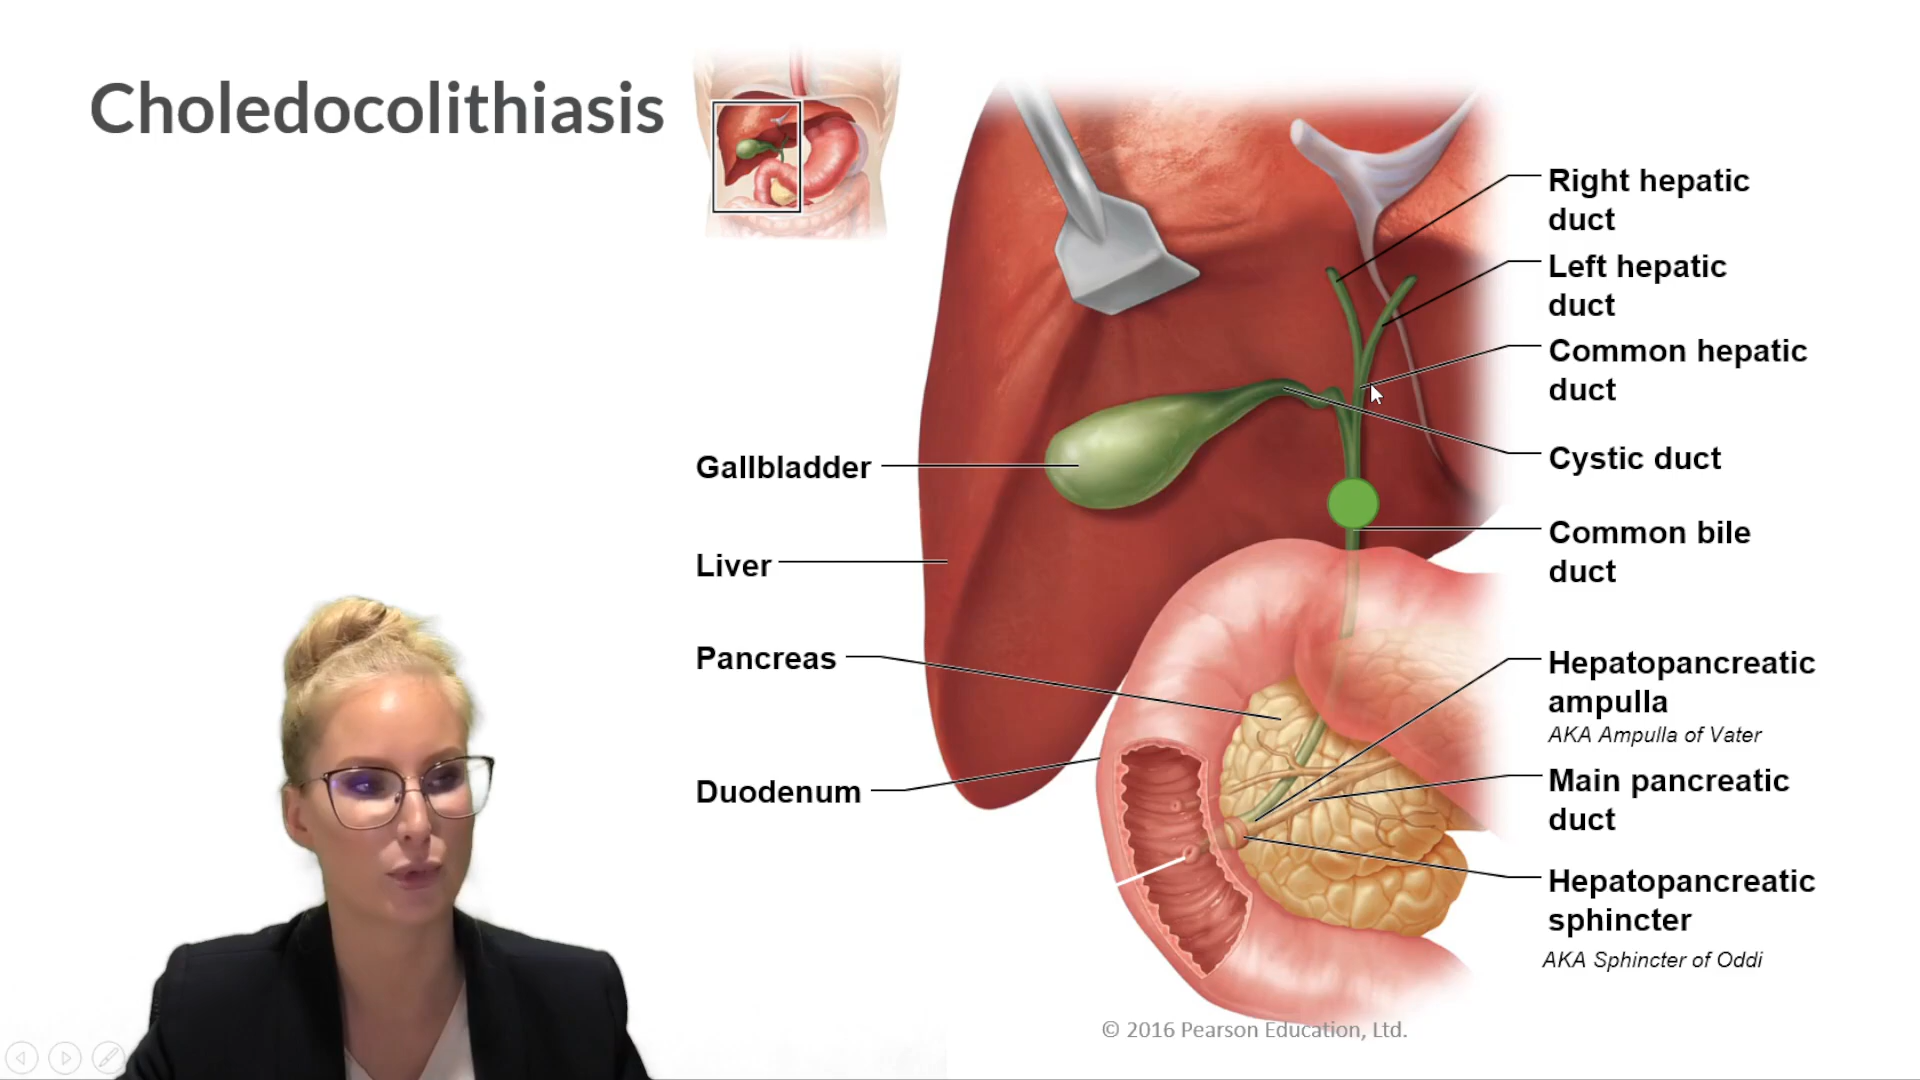 Choledocolithiasis
Gallbladder
Liver
Pancreas
Duodenum
Right hepatic
duct
Left hepatic
duct
Common hepatic
duct
Cystic duct
Common bile
duct
Hepatopancreatic
ampulla
AKA Ampulla of Vater
Main pancreatic
duct
Hepatopancreatic
sphincter
AKA Sphincter of Oddi
© 2016 Pearson Education, Ltd.